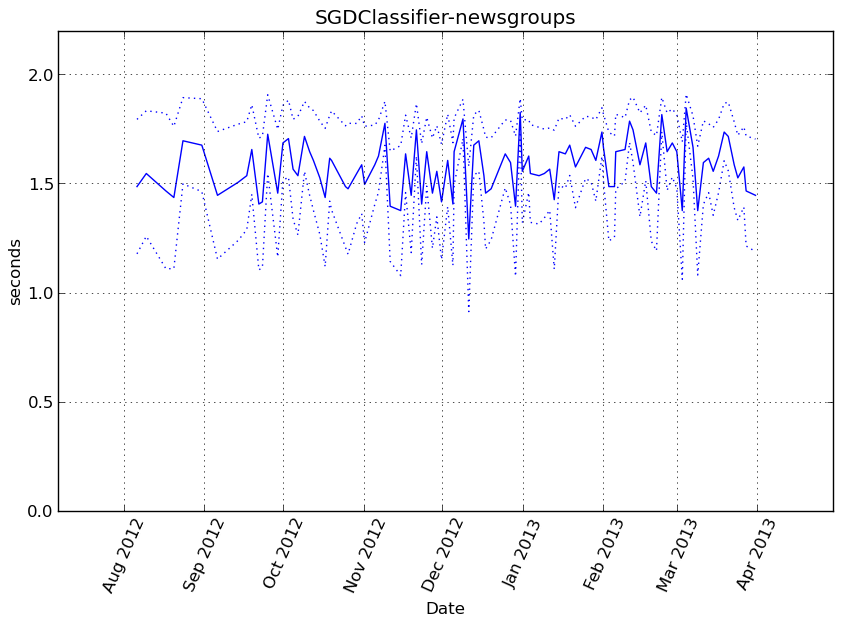 SGDClassifier-newsgroups
2.0
1.5
1.0
0.5
0.0
seconds
Aug 2012
Sep 2012
Oct 2012
Nov 2012
Dec 2012
Jan 2013
Feb 2013
Mar 2013
Apr 2013
Date